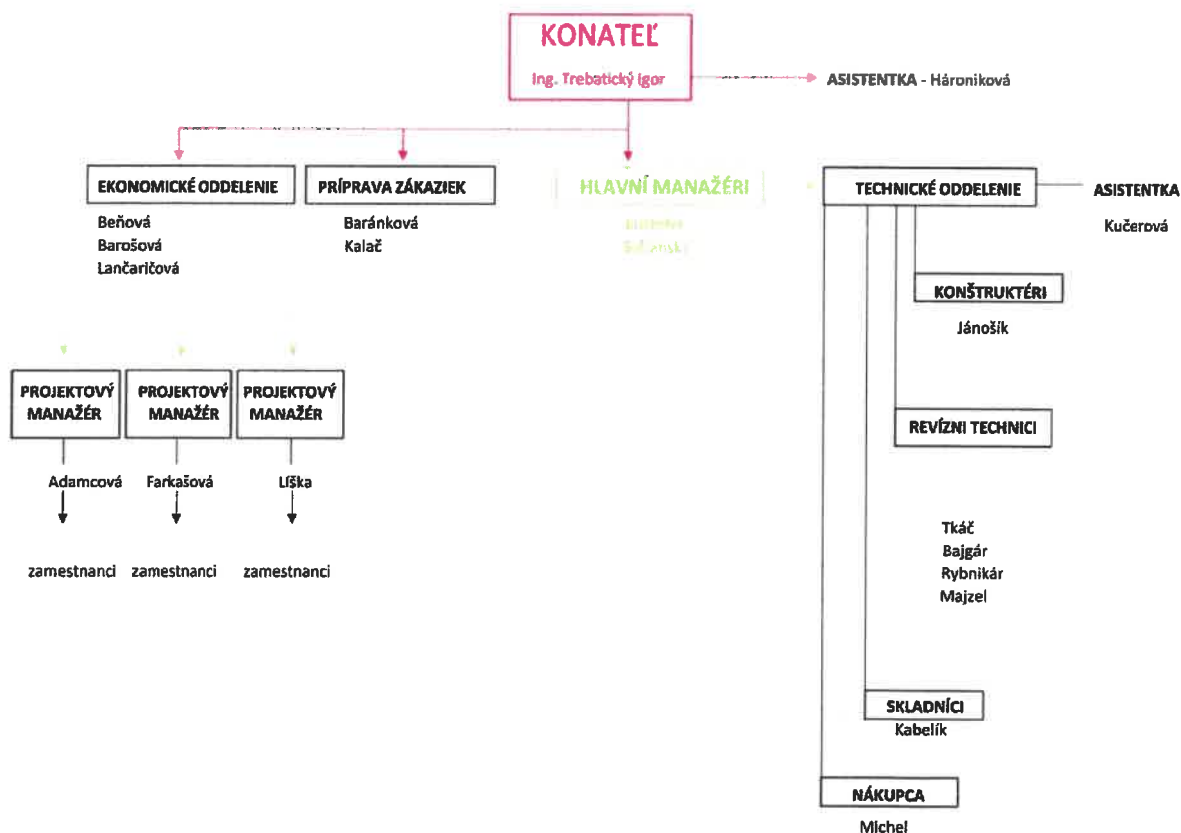 KONATEĽ
Ing. Trebatický Igor
ASISTENTKA - Hároniková
EKONOMICKÉ ODDELENIE
Beňová
Barošová
Lančaričová
PRÍPRAVA ZÁKAZIEK
Baránková
Kalač
HLAVNÍ MANAŽÉRI
TECHNICKÉ ODDELENIE
ASISTENTKA
Kučerová
KONŠTRUKTÉRI
Jánošík
PROJEKTOVÝ
MANAŽÉR
Adamcová
zamestnanci
PROJEKTOVÝ
MANAŽÉR
Farkašová
zamestnanci
PROJEKTOVÝ
MANAŽÉR
Líška
zamestnanci
REVÍZNI TECHNICI
Tkáč
Bajgár
Rybnikár
Majzel
SKLADNÍCI
Kabelík
NÁKUPCA
Michel